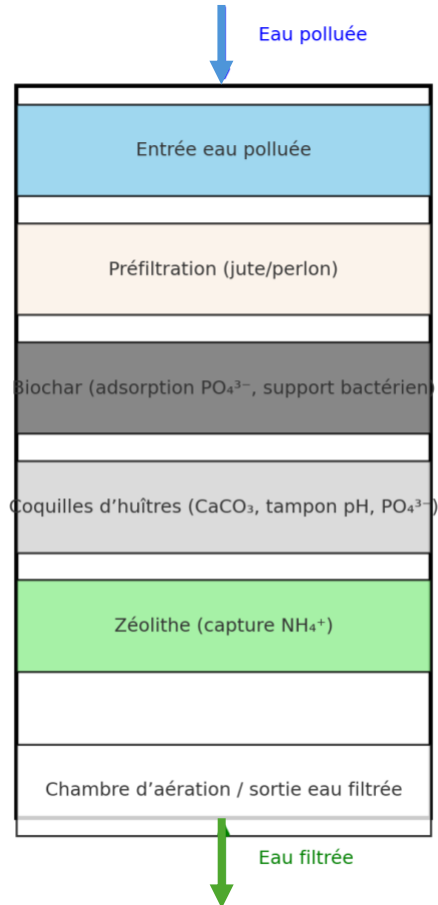 Eau polluée
Entrée eau polluée
Préfiltration (jute/perlon)
Biochar (adsorption PO₄³⁻, support bactérien)
Coquilles d’huîtres (CaCO₃, tampon pH, PO₄³⁻)
Zéolithe (capture NH₄⁺)
Chambre d’aération / sortie eau filtrée
Eau filtrée